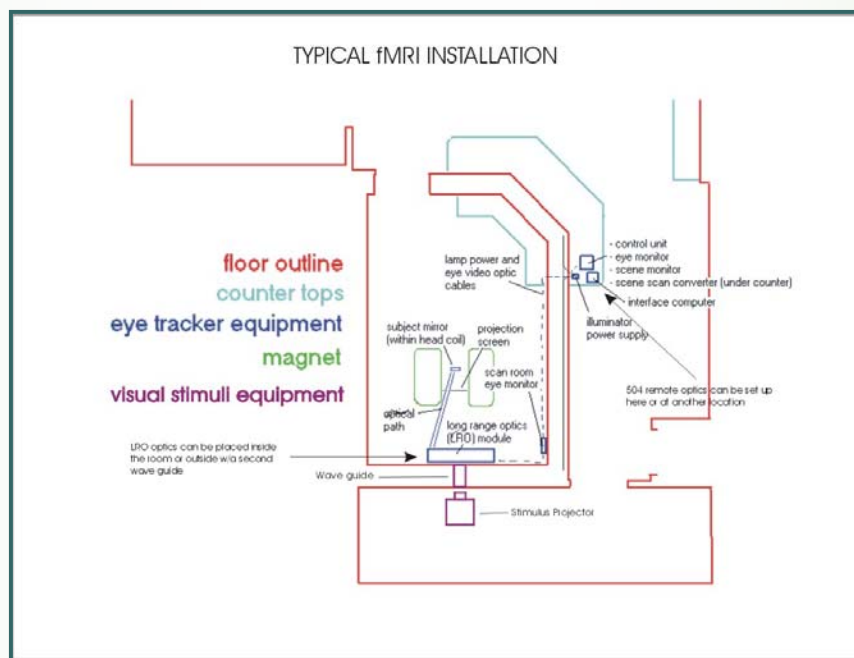 TYPICAL fMRI INSTALLATION
floor outline
counter tops
eye tracker equipment
magnet
visual stimuli equipment
lamp power and
eye video optic
cables
- control unit
- eye monitor
- scene monitor
- scene scan converter (under counter)
- interface computer
illuminator
power supply
subject mirror
(within head coil)
projection
screen
scan room
eye monitor
504 remote optics can be set up
here or at another location
optical
path
long range optics
(LRO) module
LRO optics can be placed inside
the room or outside w/a second
wave guide
Wave guide
Stimulus Projector